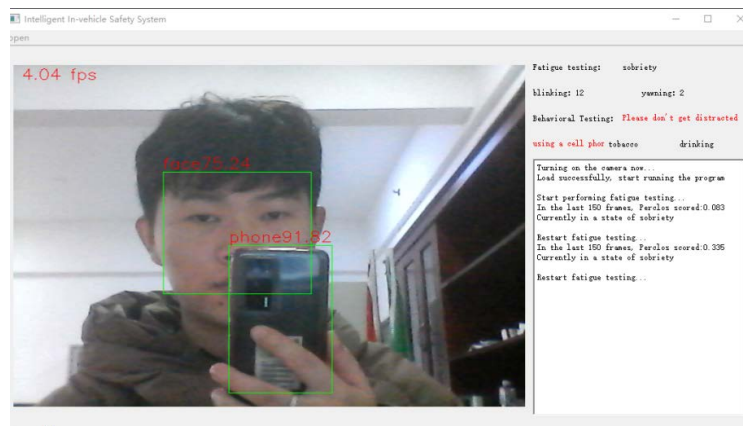 Intelligent In-vehicle Safety System
open
4.04 fps
face75.24
phone91.82
Fatigue testing: sobriety
blinking: 12 yawning: 2
Behavioral Testing: Please don't get distracted
using a cell phor tobacco drinking
Turning on the camera now...
Load successfully, start running the program
Start performing fatigue testing...
In the last 150 frames, Perclos scored:0.083
Currently in a state of sobriety
Restart fatigue testing...
In the last 150 frames, Perclos scored:0.335
Currently in a state of sobriety
Restart fatigue testing...